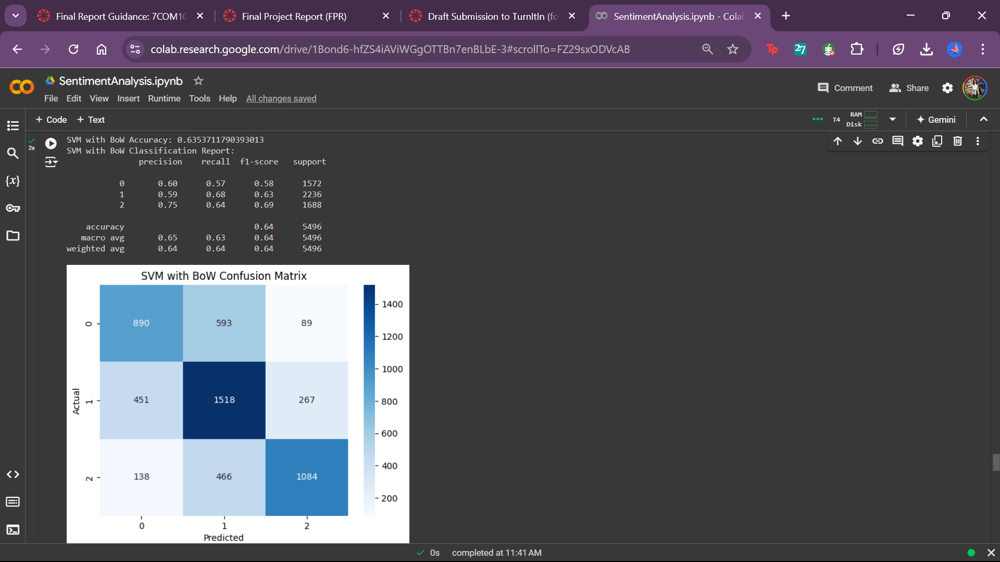 Final Report Guidance: 7COM10
Final Project Report (FPR)
Draft Submission to TurnItIn (fo
SentimentAnalysis.ipynb - Colal
colab.research.google.com/drive/1Bond6-hfZS4iAViWGgOTTBn7enBLbE-3#scrollTo=FZ29sxODVcAB
Tp
27
CO
SentimentAnalysis.ipynb
Comment
Share
File Edit View Insert Runtime Tools Help All changes saved
+ Code + Text
T4
RAM
Disk
Gemini
2s
SVM with BoW Accuracy: 0.6353711790393013
SVM with BoW Classification Report:
precision recall f1-score support
0 0.60 0.57 0.58 1572
1 0.59 0.68 0.63 2236
2 0.75 0.64 0.69 1688
accuracy 0.64 5496
macro avg 0.65 0.63 0.64 5496
weighted avg 0.64 0.64 0.64 5496
{x}
SVM with BoW Confusion Matrix
0 890 593 89
1 451 1518 267
2 138 466 1084
Actual
0 1 2
Predicted
1400
1200
1000
800
600
400
200
0s completed at 11:41 AM